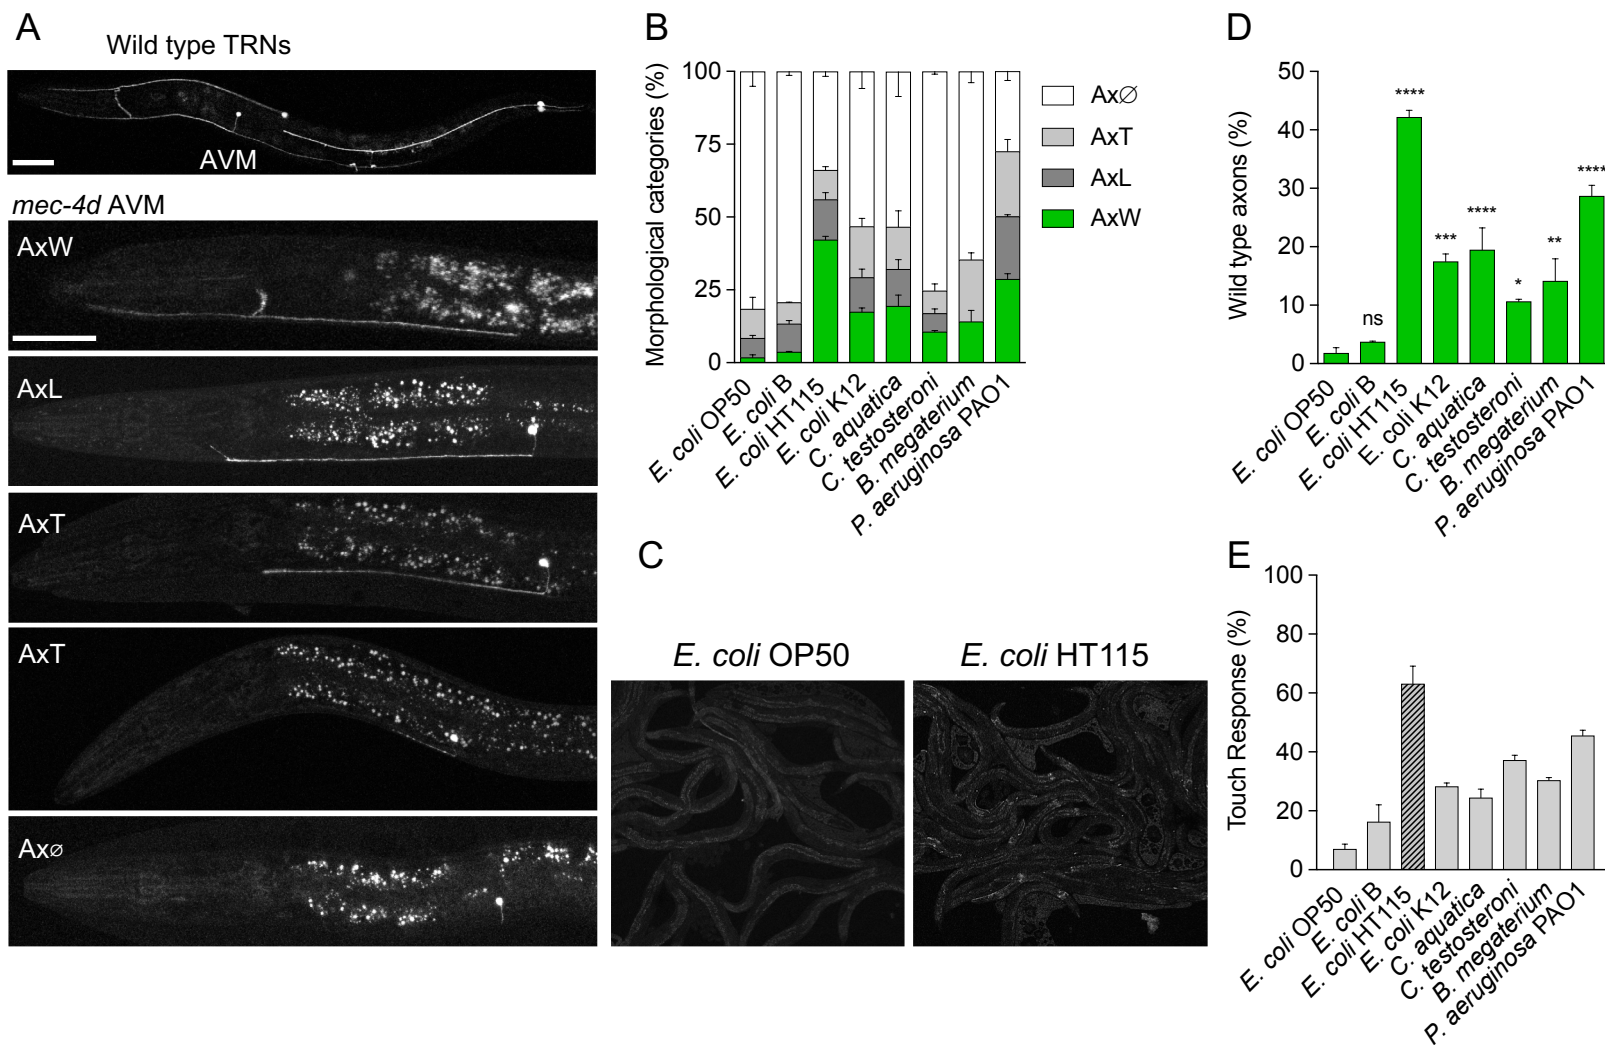 A
Wild type TRNs
AVM
mec-4d AVM
AxW
AxL
AxT
AxT
Ax∅
B
Morphological categories (%)
100
75
50
25
0
Ax∅
AxT
AxL
AxW
E. coli OP50
E. coli B
E. coli HT115
E. coli K12
C. aquatica
C. testosteroni
B. megaterium
P. aeruginosa PAO1
C
E. coli OP50
E. coli HT115
D
Wild type axons (%)
50
40
30
20
10
0
ns
****
***
****
*
**
****
E. coli OP50
E. coli B
E. coli HT115
E. coli K12
C. aquatica
C. testosteroni
B. megaterium
P. aeruginosa PAO1
E
Touch Response (%)
100
80
60
40
20
0
E. coli OP50
E. coli B
E. coli HT115
E. coli K12
C. aquatica
C. testosteroni
B. megaterium
P. aeruginosa PAO1